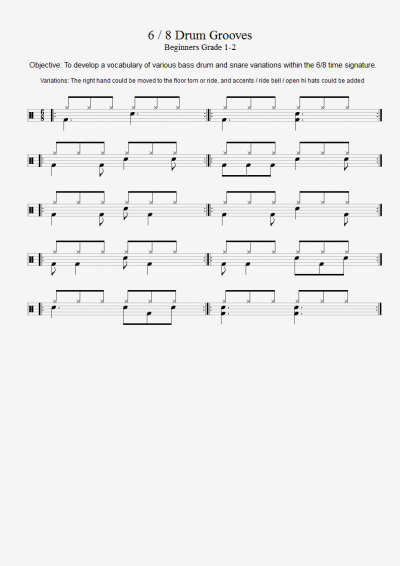 6 / 8 Drum Grooves
Beginners Grade 1-2
Objective: To develop a vocabulary of various bass drum and snare variations within the 6/8 time signature.
Variations: The right hand could be moved to the floor tom or ride, and accents / ride bell / open hi hats could be added
6
8